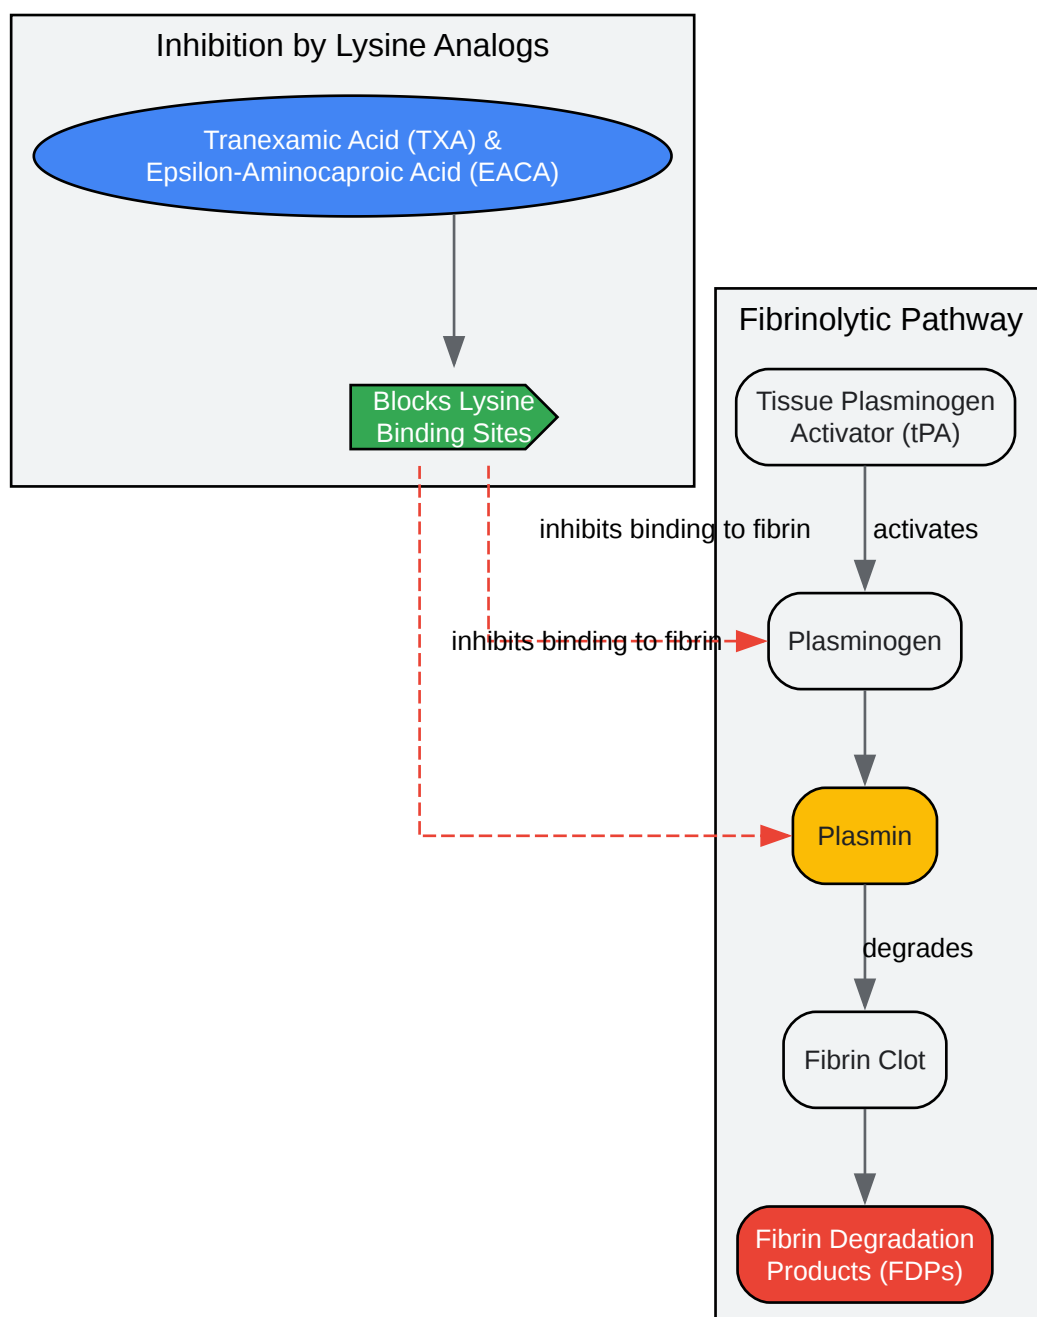 Inhibition by Lysine Analogs
Tranexamic Acid (TXA) &
Epsilon-Aminocaproic Acid (EACA)
Blocks Lysine
Binding Sites
Fibrinolytic Pathway
Tissue Plasminogen
Activator (tPA)
inhibits binding to fibrin
activates
inhibits binding to fibrin
Plasminogen
Plasmin
degrades
Fibrin Clot
Fibrin Degradation
Products (FDPs)